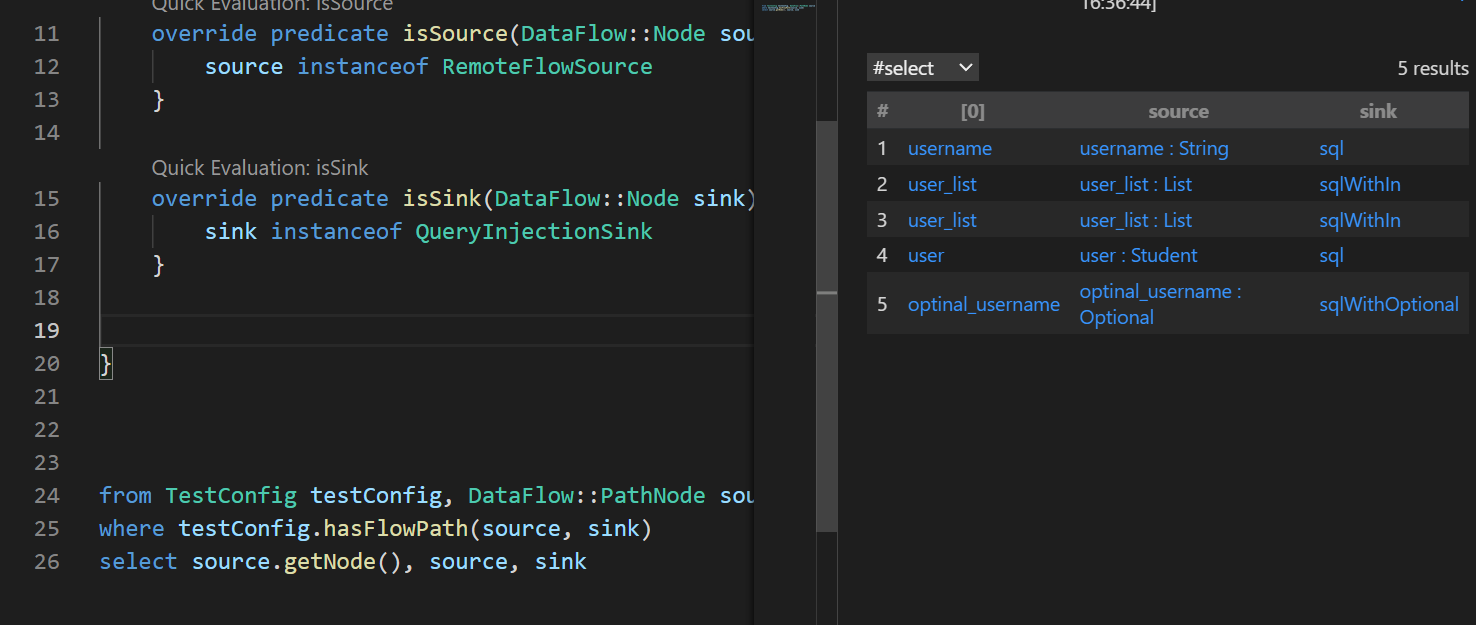 Quick Evaluation: isSource
11 override predicate isSource(DataFlow::Node sou
12 source instanceof RemoteFlowSource
13 }
14
Quick Evaluation: isSink
15 override predicate isSink(DataFlow::Node sink)
16 sink instanceof QueryInjectionSink
17 }
18
19
20 }
21
22
23
24 from TestConfig testConfig, DataFlow::PathNode sou
25 where testConfig.hasFlowPath(source, sink)
26 select source.getNode(), source, sink
16:36:44]
#select 5 results
# [0] source sink
1 username username : String sql
2 user_list user_list : List sqlWithIn
3 user_list user_list : List sqlWithIn
4 user user : Student sql
5 optinal_username optinal_username : Optional sqlWithOptional